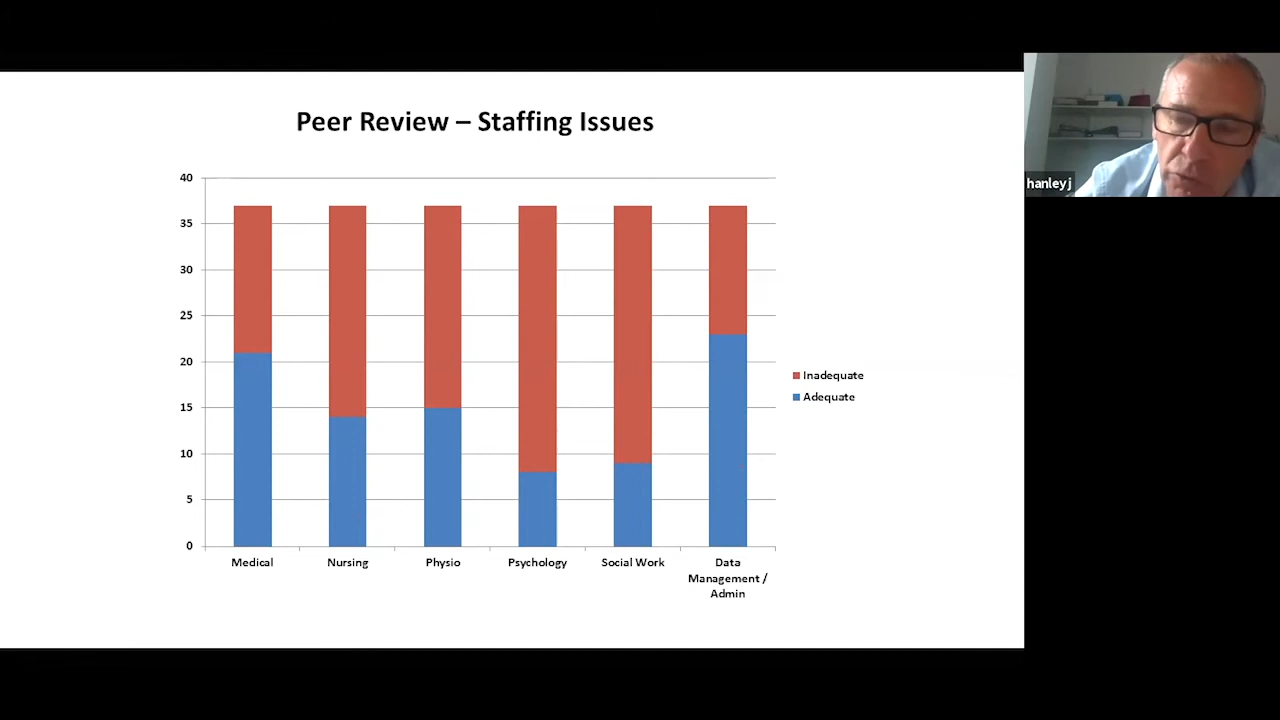 Peer Review – Staffing Issues
40
35
30
25
20
15
10
5
0
Medical
Nursing
Physio
Psychology
Social Work
Data
Management /
Admin
Inadequate
Adequate
hanley j